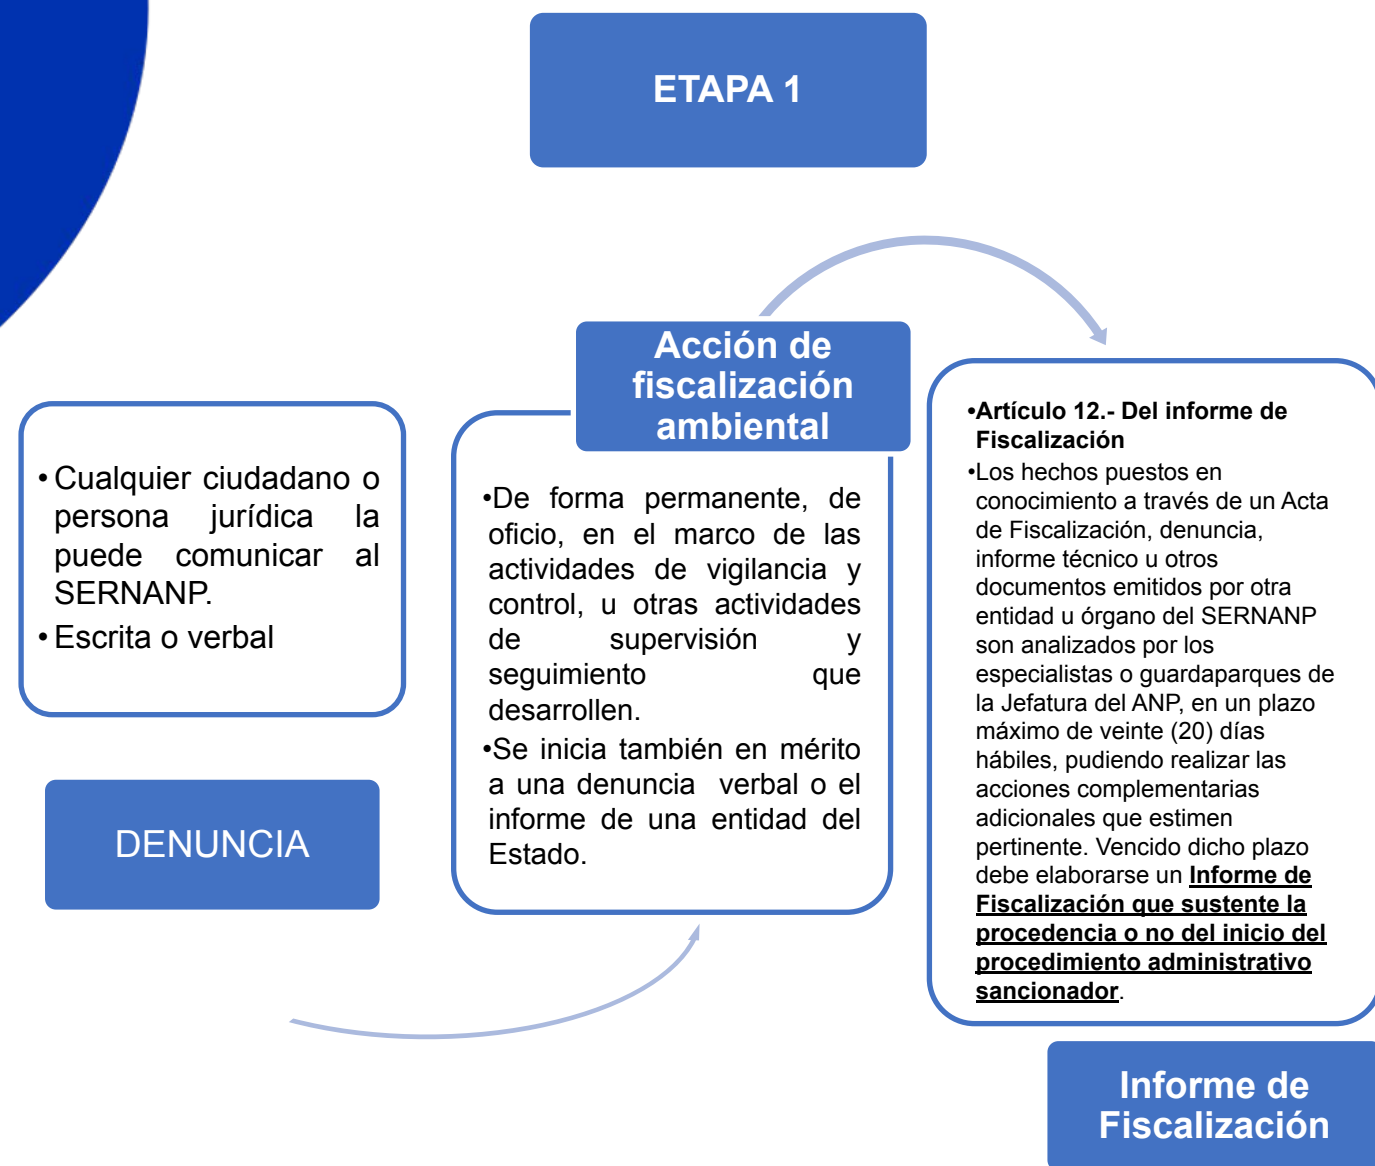 ETAPA 1
• Cualquier ciudadano o
persona jurídica la
puede comunicar al
SERNANP.
• Escrita o verbal
DENUNCIA
Acción de
fiscalización
ambiental
•De forma permanente, de
oficio, en el marco de las
actividades de vigilancia y
control, u otras actividades
de supervisión y
seguimiento que
desarrollen.
•Se inicia también en mérito
a una denuncia verbal o el
informe de una entidad del
Estado.
•Artículo 12.- Del informe de
Fiscalización
•Los hechos puestos en
conocimiento a través de un Acta
de Fiscalización, denuncia,
informe técnico u otros
documentos emitidos por otra
entidad u órgano del SERNANP
son analizados por los
especialistas o guardaparques de
la Jefatura del ANP, en un plazo
máximo de veinte (20) días
hábiles, pudiendo realizar las
acciones complementarias
adicionales que estimen
pertinente. Vencido dicho plazo
debe elaborarse un Informe de
Fiscalización que sustente la
procedencia o no del inicio del
procedimiento administrativo
sancionador.
Informe de
Fiscalización